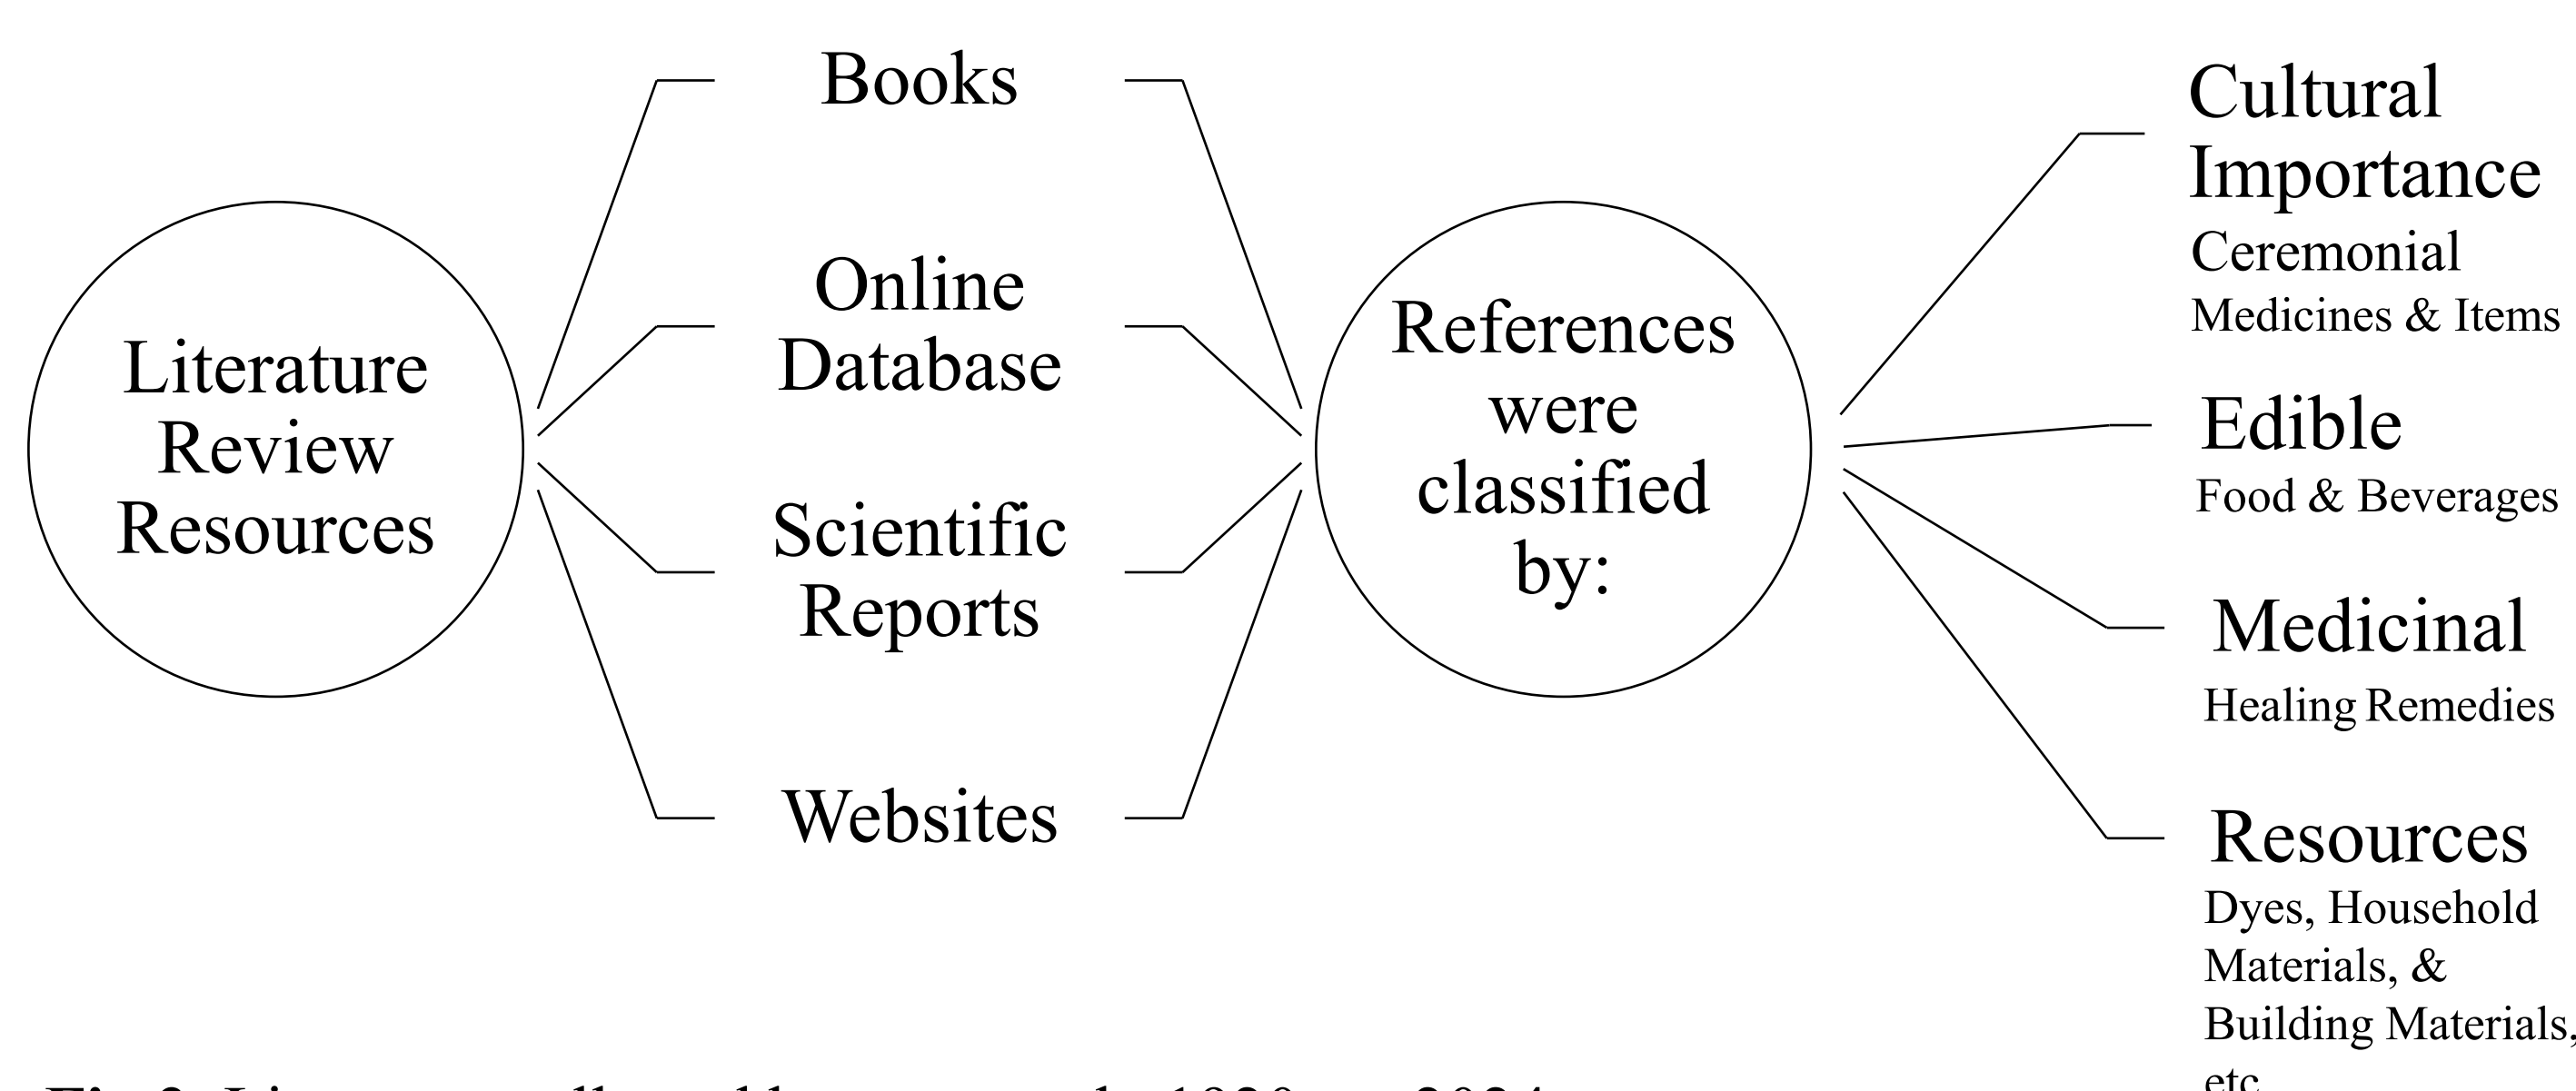 Literature
Review
Resources
Books
Online
Database
Scientific
Reports
Websites
References
were
classified
by:
Cultural
Importance
Ceremonial
Medicines & Items
Edible
Food & Beverages
Medicinal
Healing Remedies
Resources
Dyes, Household
Materials, &
Building Materials,
etc